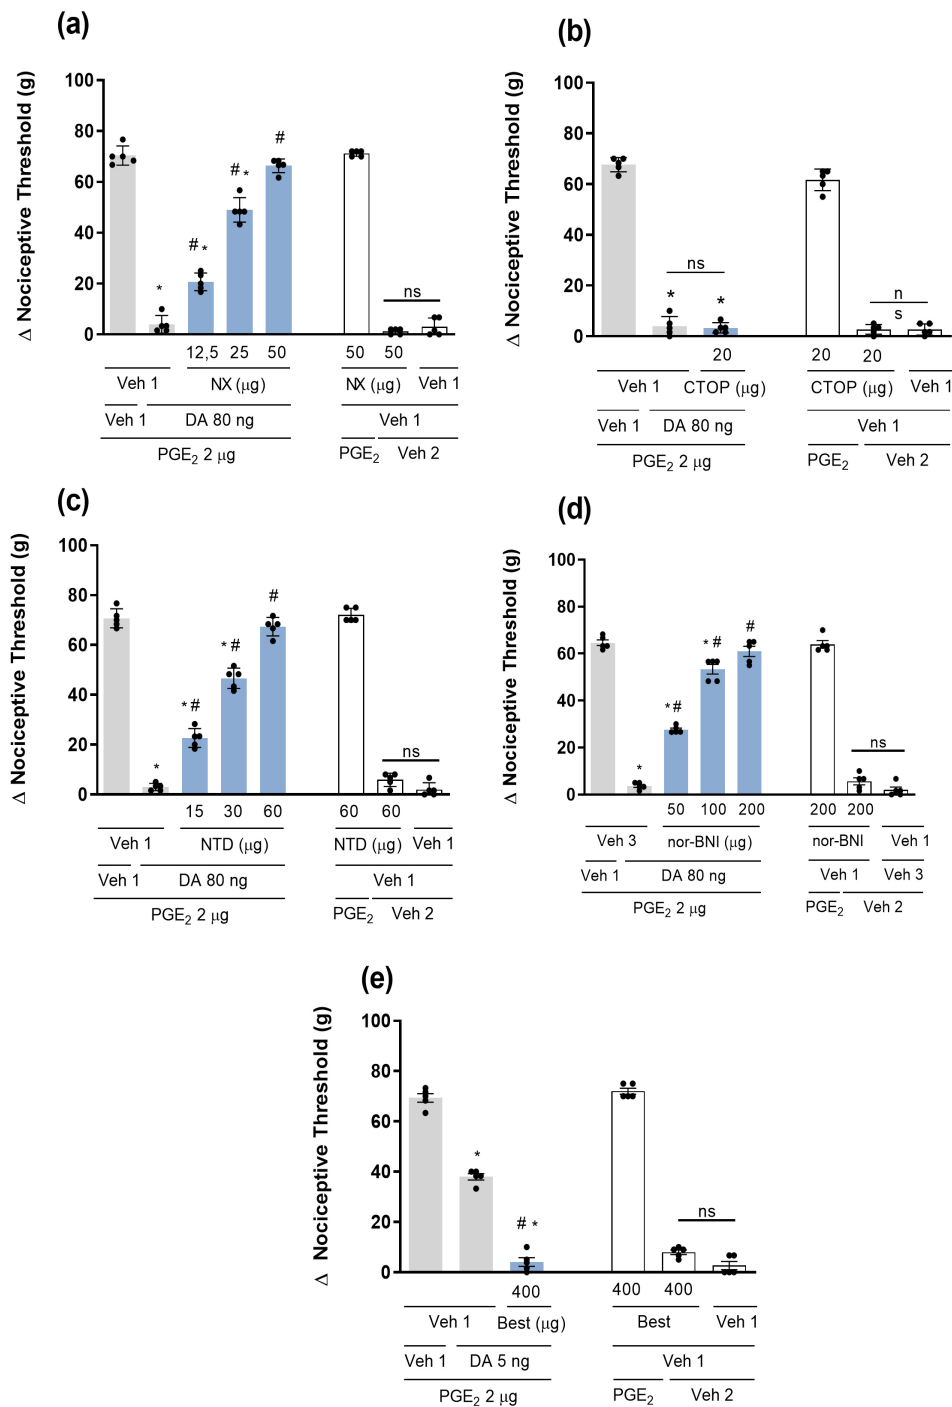 (a)
Δ Nociceptive Threshold (g)
100
80
60
40
20
0
*
# *
# *
#
ns
12,5 25 50 50 50
Veh 1 NX (μg) NX (μg) Veh 1
Veh 1 DA 80 ng Veh 1
PGE2 2 μg PGE2 Veh 2
(b)
Δ Nociceptive Threshold (g)
100
80
60
40
20
0
ns
* *
n
s
20 20 20
Veh 1 CTOP (μg) CTOP (μg) Veh 1
Veh 1 DA 80 ng Veh 1
PGE2 2 μg PGE2 Veh 2
(c)
Δ Nociceptive Threshold (g)
100
80
60
40
20
0
*
* #
* #
#
ns
15 30 60 60 60
Veh 1 NTD (μg) NTD (μg) Veh 1
Veh 1 DA 80 ng Veh 1
PGE2 2 μg PGE2 Veh 2
(d)
Δ Nociceptive Threshold (g)
100
80
60
40
20
0
*
* #
* #
#
ns
50 100 200 200 200
Veh 3 nor-BNI (μg) nor-BNI Veh 1
Veh 1 DA 80 ng Veh 1 Veh 3
PGE2 2 μg PGE2 Veh 2
(e)
Δ Nociceptive Threshold (g)
100
80
60
40
20
0
*
# *
ns
400 400 400
Veh 1 Best (μg) Best Veh 1
Veh 1 DA 5 ng Veh 1
PGE2 2 μg PGE2 Veh 2